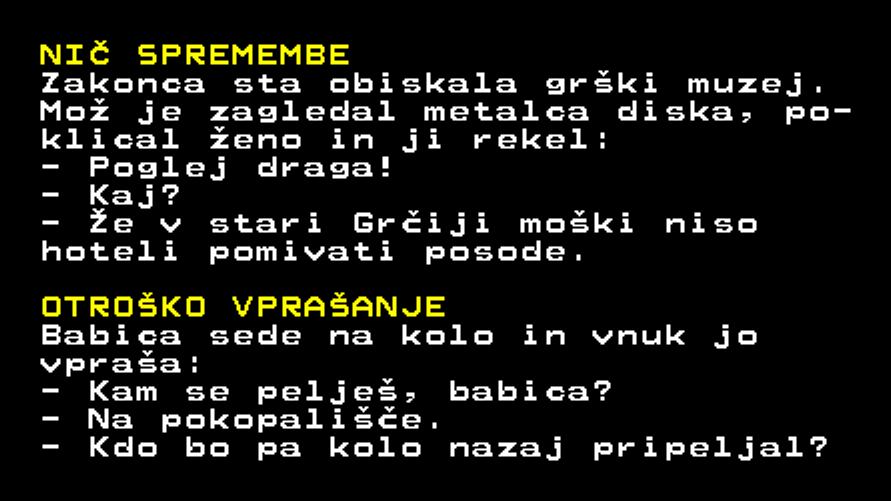 NIČ SPREMEMBE
Zakonca sta obiskala grški muzej.
Mož je zagledal metalca diska, po-
klical ženo in ji rekel:
- Poglej draga!
- Kaj?
- Že v stari Grčiji moški niso
hoteli pomivati posode.
OTROŠKO VPRAŠANJE
Babica sede na kolo in vnuk jo
vpraša:
- Kam se pelješ, babica?
- Na pokopališče.
- Kdo bo pa kolo nazaj pripeljal?